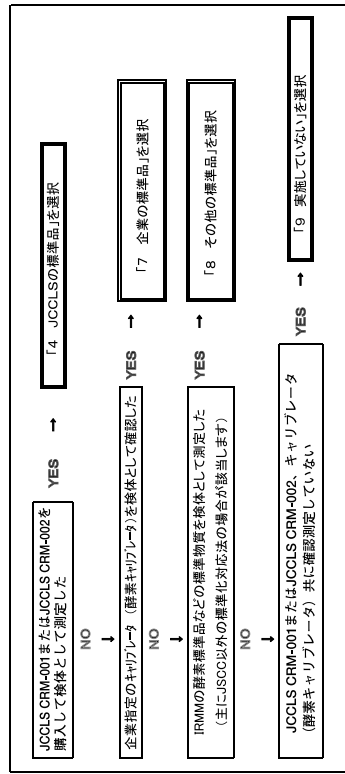 JCCLS CRM-001またはJCCLS CRM-002を
購入して検体として測定した
YES
→
「4　JCCLSの標準品」を選択
NO
→
企業指定のキャリブレータ（酵素キャリブレータ）を検体として確認した
YES
→
「7　企業の標準品」を選択
NO
→
IRMMの酵素標準品などの標準物質を検体として測定した
（主にJSCC以外の標準化対応法の場合が該当します）
YES
→
「8　その他の標準品」を選択
NO
→
JCCLS CRM-001またはJCCLS CRM-002、キャリブレータ
（酵素キャリブレータ）共に確認測定していない
YES
→
「9　実施していない」を選択